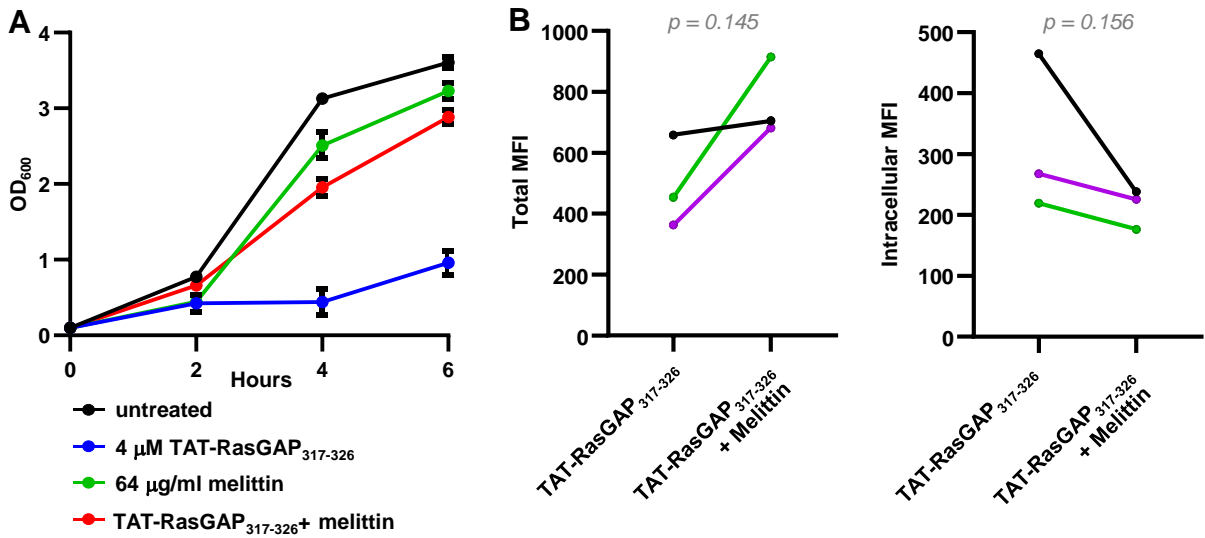 A
4
3
2
1
0
OD600
0
2
4
6
Hours
untreated
4 μM TAT-RasGAP317-326
64 μg/ml melittin
TAT-RasGAP317-326+ melittin
B
p = 0.145
1000
800
600
400
200
0
Total MFI
TAT-RasGAP317-326
TAT-RasGAP317-326
+ Melittin
p = 0.156
500
400
300
200
100
0
Intracellular MFI
TAT-RasGAP317-326
TAT-RasGAP317-326
+ Melittin